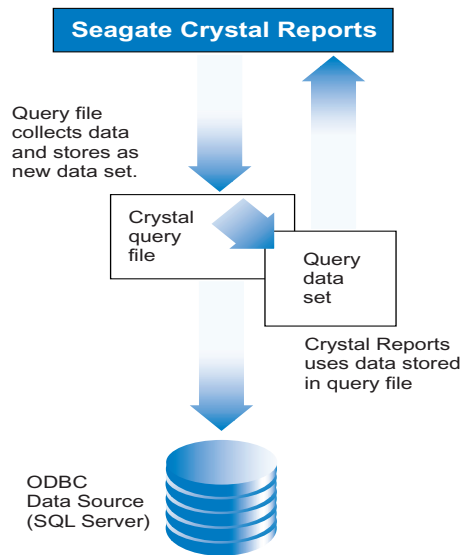 Seagate Crystal Reports
Query file
collects data
and stores as
new data set.
Crystal
query
file
Query
data
set
Crystal Reports
uses data stored
in query file
ODBC
Data Source
(SQL Server)